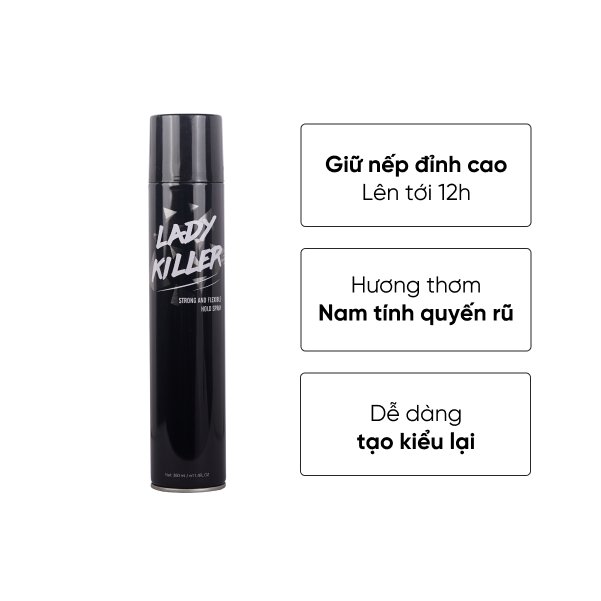 LADY
KILLER
STRONG AND FLEXIBLE
HOLD SPRAY
Giữ nếp đỉnh cao
Lên tới 12h
Hương thơm
Nam tính quyến rũ
Dễ dàng
tạo kiểu lại